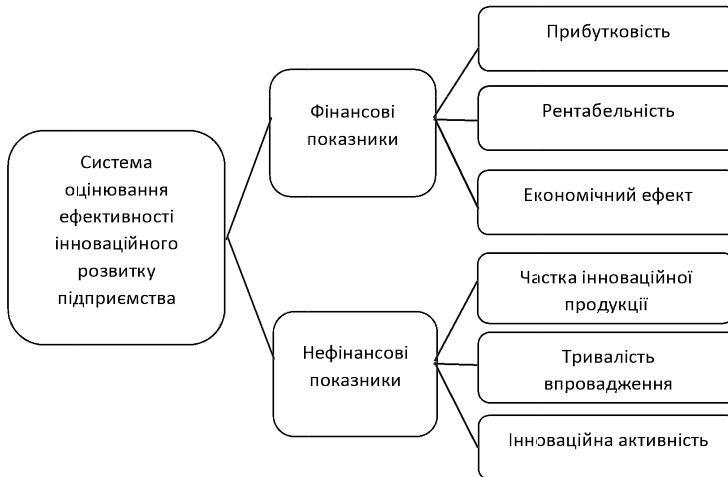 Система
оцінювання
ефективності
інноваційного
розвитку
підприємства
Фінансові
показники
Прибутковість
Рентабельність
Економічний ефект
Нефінансові
показники
Частка інноваційної
продукції
Тривалість
впровадження
Інноваційна активність